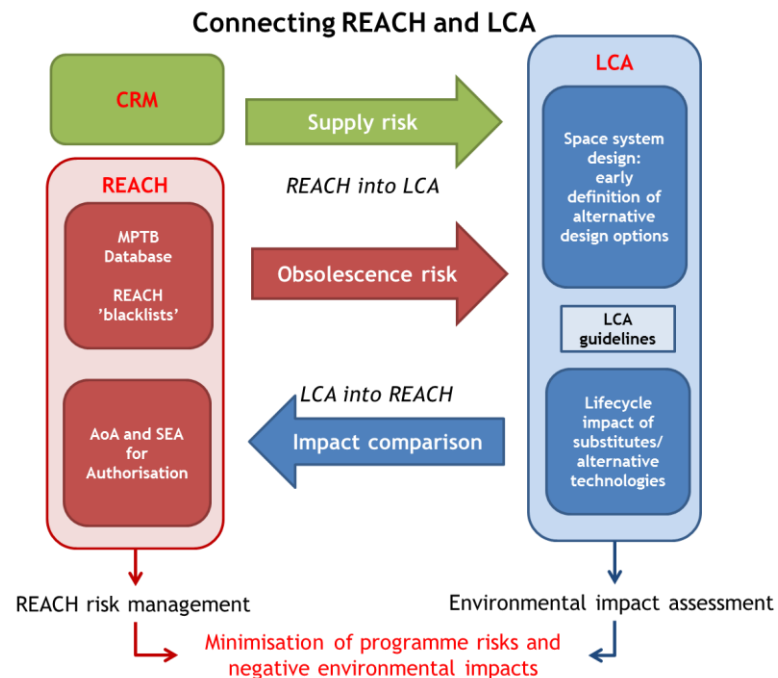 Connecting REACH and LCA
CRM
Supply risk
LCA
Space system
design:
early
definition of
alternative
design options
REACH into LCA
REACH
MPTB
Database
REACH
'blacklists'
Obsolescence risk
LCA
guidelines
LCA into REACH
AoA and SEA
for
Authorisation
Impact comparison
Lifecycle
impact of
substitutes/
alternative
technologies
REACH risk management
Environmental impact assessment
Minimisation of programme risks and
negative environmental impacts